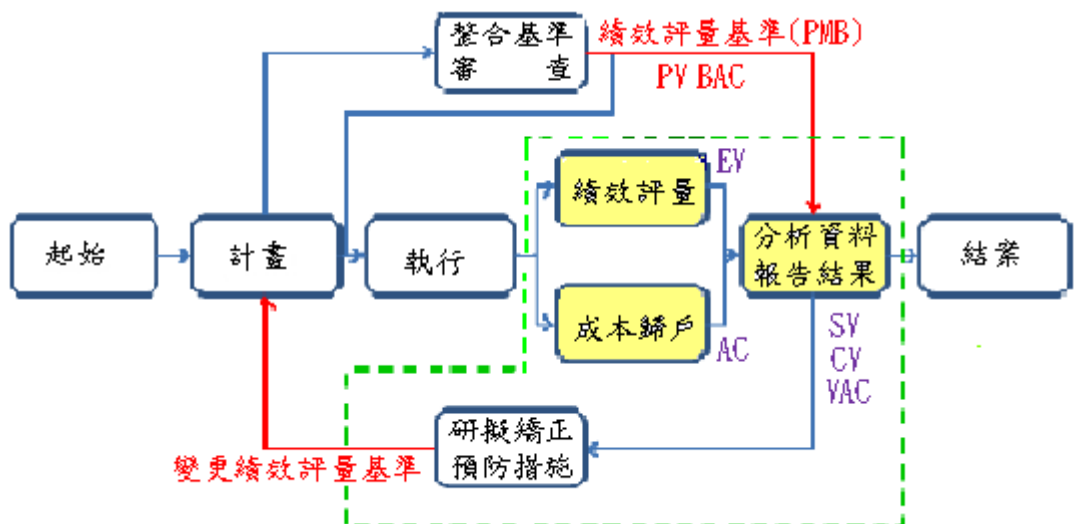 整合基準
審查
績效評量基準(PMB)
PV BAC
績效評量
EV
起始
計畫
執行
分析資料
報告結果
結案
成本歸戶
AC
SV
CV
VAC
研擬矯正
預防措施
變更績效評量基準